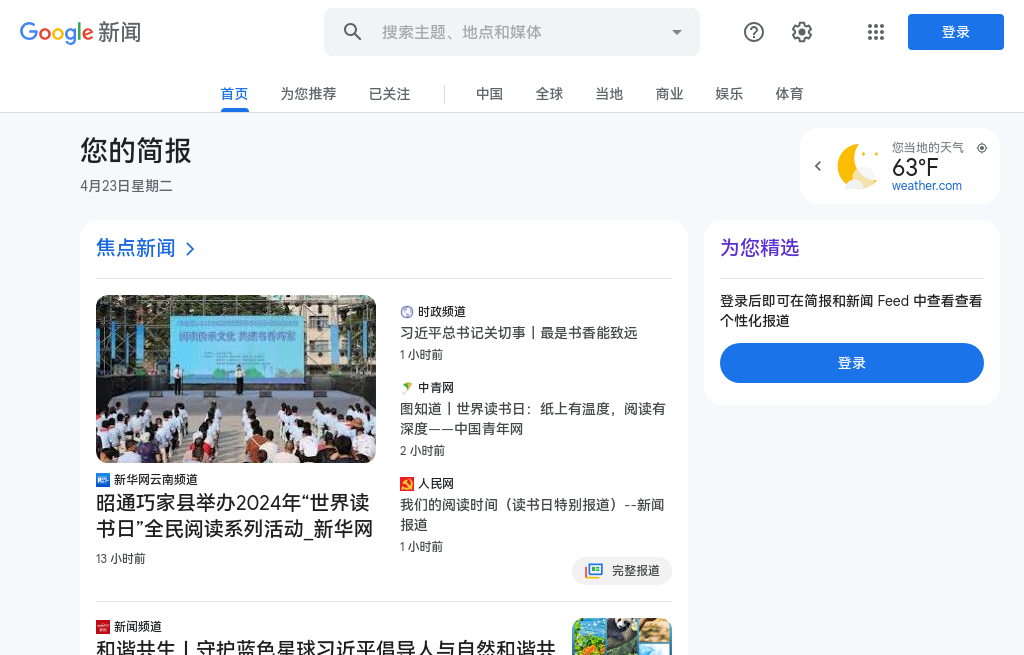 Google 新闻
搜索主题、地点和媒体
登录
首页
为您推荐
已关注
中国
全球
当地
商业
娱乐
体育
您的简报
4月23日星期二
您当地的天气
63°F
weather.com
焦点新闻
新华网云南频道
昭通巧家县举办2024年“世界读
书日”全民阅读系列活动_新华网
13 小时前
时政频道
习近平总书记关切事丨最是书香能致远
1 小时前
中青网
图知道丨世界读书日：纸上有温度，阅读有
深度——中国青年网
2 小时前
人民网
我们的阅读时间（读书日特别报道）--新闻
报道
1 小时前
完整报道
新闻频道
和谐共生丨守护蓝色星球习近平倡导人与自然和谐共
为您精选
登录后即可在简报和新闻 Feed 中查看查看
个性化报道
登录